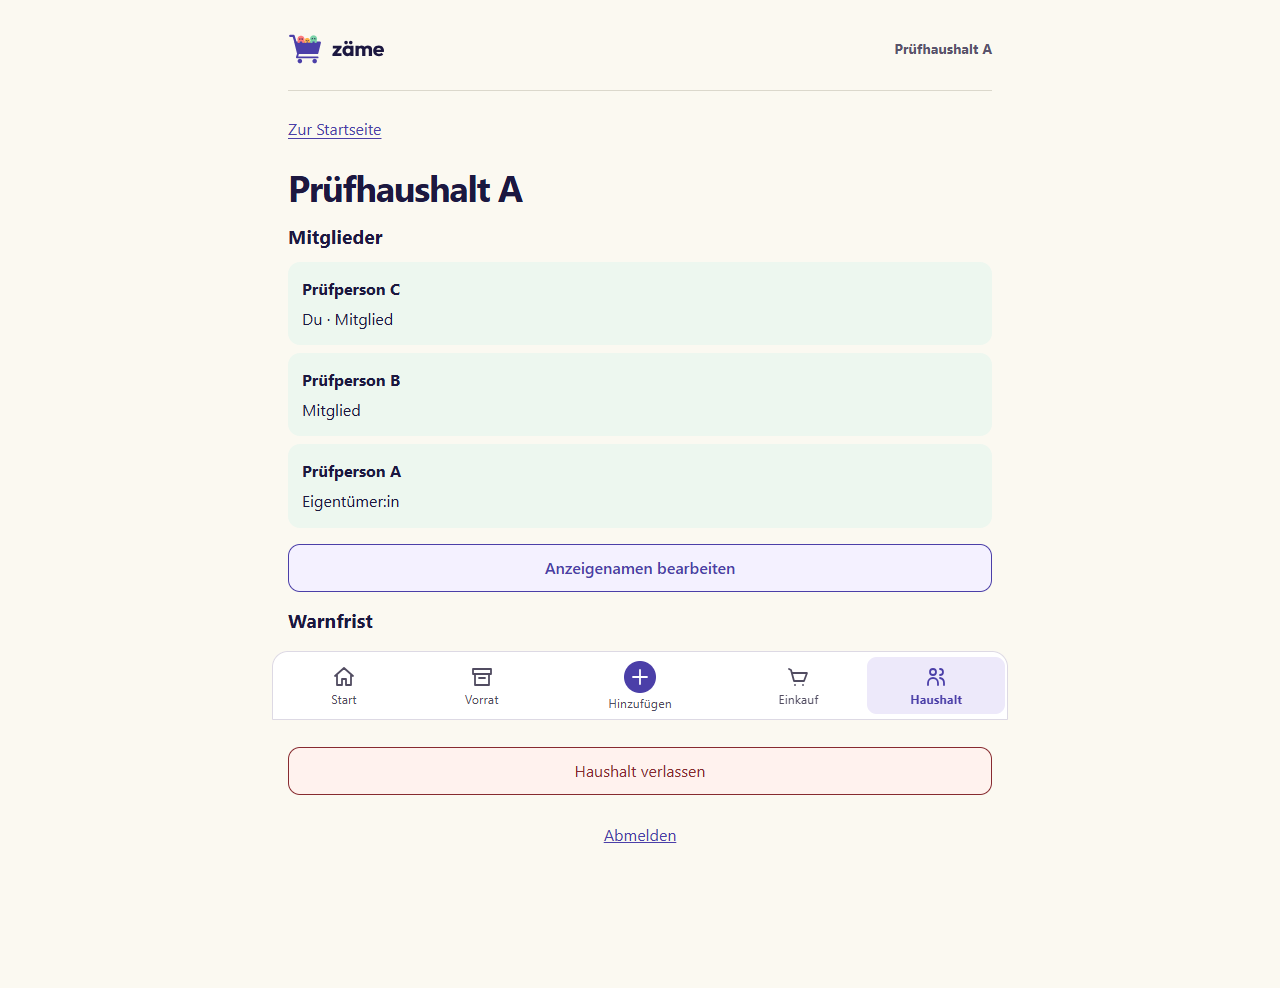 zäme
Prüfhaushalt A
Zur Startseite
Prüfhaushalt A
Mitglieder
Prüfperson C
Du · Mitglied
Prüfperson B
Mitglied
Prüfperson A
Eigentümer:in
Anzeigenamen bearbeiten
Warnfrist
Start
Vorrat
Hinzufügen
Einkauf
Haushalt
Haushalt verlassen
Abmelden